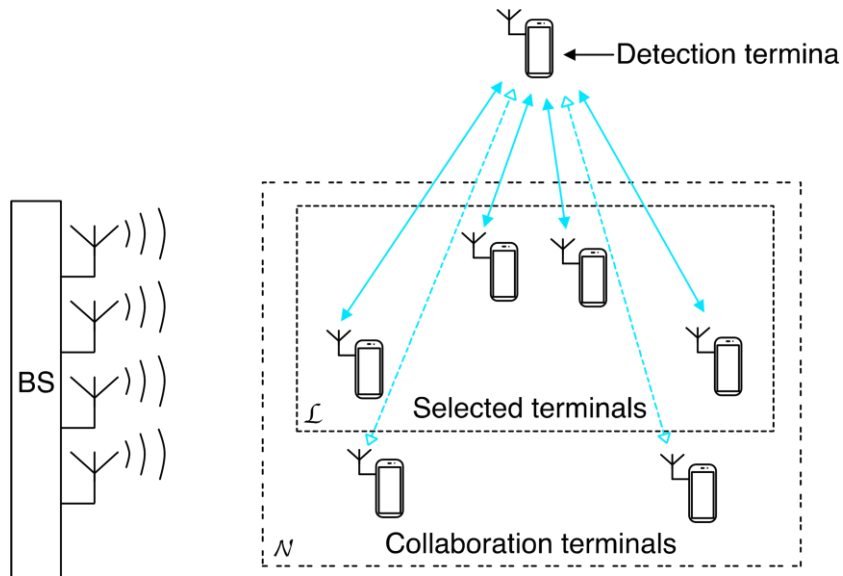 Detection termina
BS
ℒ
Selected terminals
𝒩
Collaboration terminals